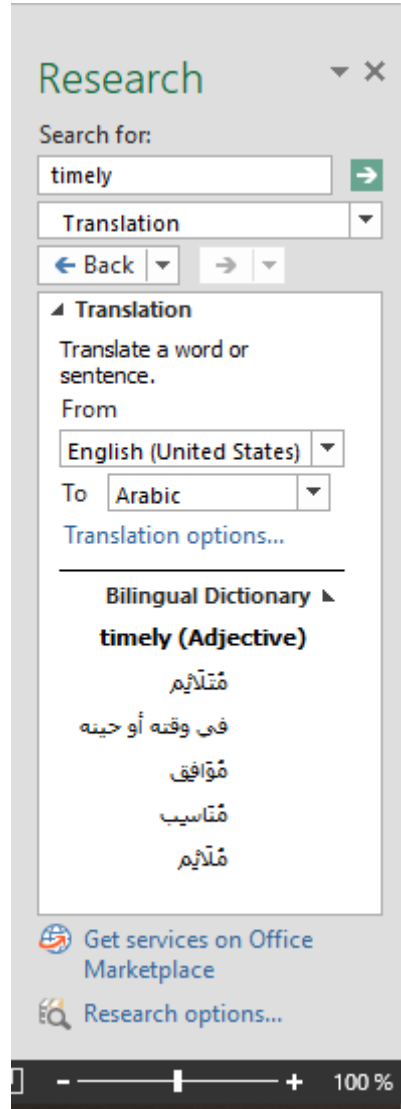 Research
Search for:
timely
Translation
Back
Translation
Translate a word or
sentence.
From
English (United States)
To Arabic
Translation options...
Bilingual Dictionary
timely (Adjective)
مُتَلَائِم
في وقته أو حينه
مُوَافِق
مُنَاسِب
مُلَائِم
Get services on Office
Marketplace
Research options...
- + 100 %